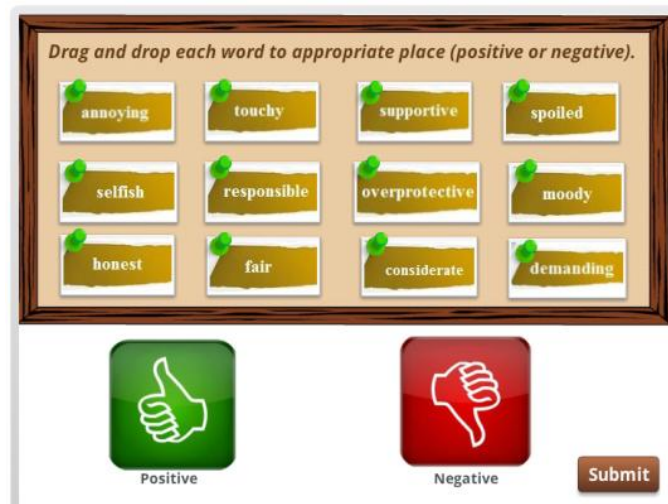 Drag and drop each word to appropriate place (positive or negative).
annoying touchy supportive spoiled
selfish responsible overprotective moody
honest fair considerate demanding
Positive Negative
Submit